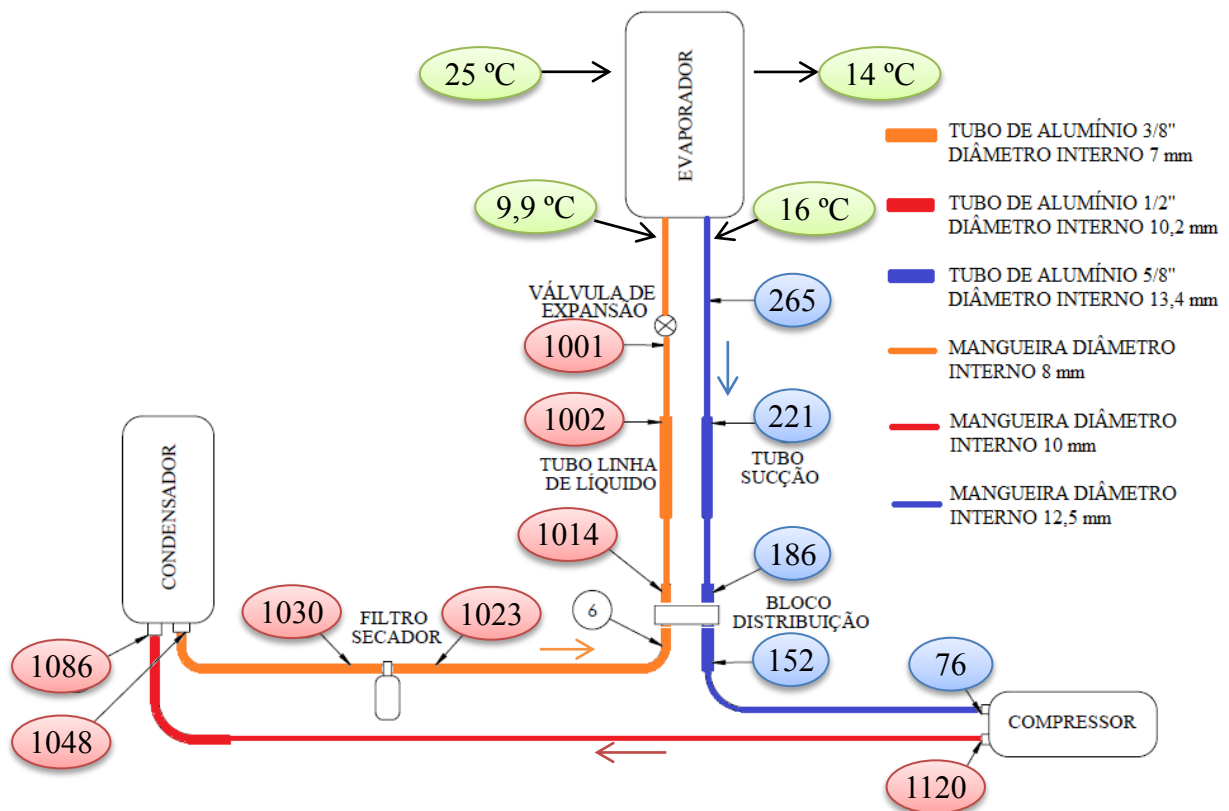 25 ºC
EVAPORADOR
14 ºC
9,9 ºC
16 ºC
VÁLVULA DE
EXPANSÃO
1001
265
1002
221
TUBO LINHA
DE LÍQUIDO
TUBO
SUCÇÃO
1014
186
6
BLOCO
DISTRIBUIÇÃO
152
CONDENSADOR
1030
FILTRO
SECADOR
1023
1086
1048
76
COMPRESSOR
1120
TUBO DE ALUMÍNIO 3/8"
DIÂMETRO INTERNO 7 mm
TUBO DE ALUMÍNIO 1/2"
DIÂMETRO INTERNO 10,2 mm
TUBO DE ALUMÍNIO 5/8"
DIÂMETRO INTERNO 13,4 mm
MANGUEIRA DIÂMETRO
INTERNO 8 mm
MANGUEIRA DIÂMETRO
INTERNO 10 mm
MANGUEIRA DIÂMETRO
INTERNO 12,5 mm